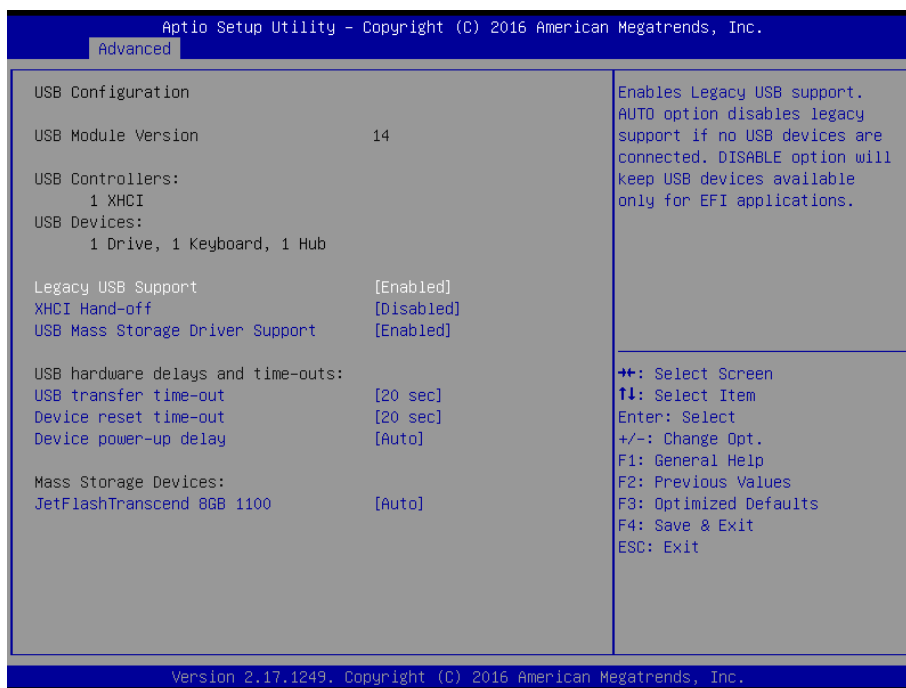 Aptio Setup Utility – Copyright (C) 2016 American Megatrends, Inc.
Advanced
USB Configuration
USB Module Version 14
USB Controllers:
1 XHCI
USB Devices:
1 Drive, 1 Keyboard, 1 Hub
Legacy USB Support [Enabled]
XHCI Hand-off [Disabled]
USB Mass Storage Driver Support [Enabled]
USB hardware delays and time-outs:
USB transfer time-out [20 sec]
Device reset time-out [20 sec]
Device power-up delay [Auto]
Mass Storage Devices:
JetFlashTranscend 8GB 1100 [Auto]
Enables Legacy USB support.
AUTO option disables legacy
support if no USB devices are
connected. DISABLE option will
keep USB devices available
only for EFI applications.
→←: Select Screen
↑↓: Select Item
Enter: Select
+/-: Change Opt.
F1: General Help
F2: Previous Values
F3: Optimized Defaults
F4: Save & Exit
ESC: Exit
Version 2.17.1249. Copyright (C) 2016 American Megatrends, Inc.